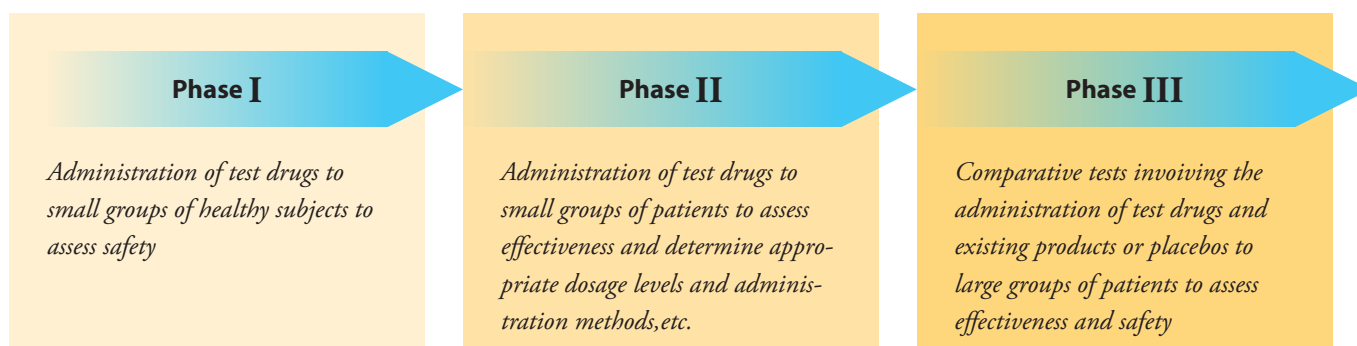 Phase I
Administration of test drugs to
small groups of healthy subjects to
assess safety
Phase II
Administration of test drugs to
small groups of patients to assess
effectiveness and determine appro-
priate dosage levels and adminis-
tration methods,etc.
Phase III
Comparative tests invoiving the
administration of test drugs and
existing products or placebos to
large groups of patients to assess
effectiveness and safety